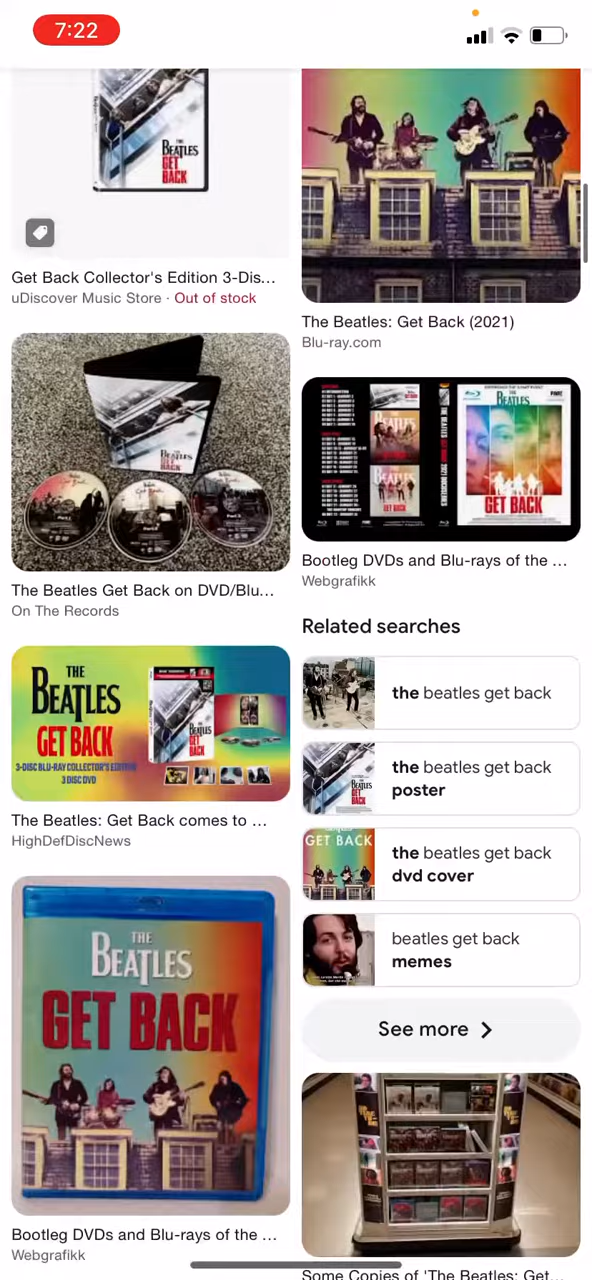 7:22
THE
BEATLES
GET
BACK
Get Back Collector's Edition 3-Dis...
uDiscover Music Store · Out of stock
The Beatles: Get Back (2021)
Blu-ray.com
The Beatles Get Back on DVD/Blu...
On The Records
THE
BEATLES
GET BACK
Bootleg DVDs and Blu-rays of the ...
Webgrafikk
THE
BEATLES
GET BACK
3-DISC BLU-RAY COLLECTOR'S EDITION
3 DISC DVD
The Beatles: Get Back comes to ...
HighDefDiscNews
THE
BEATLES
GET BACK
Bootleg DVDs and Blu-rays of the ...
Webgrafikk
Related searches
the beatles get back
the beatles get back
poster
GET BACK
the beatles get back
dvd cover
beatles get back
memes
See more
Some Copies of 'The Beatles: Get...